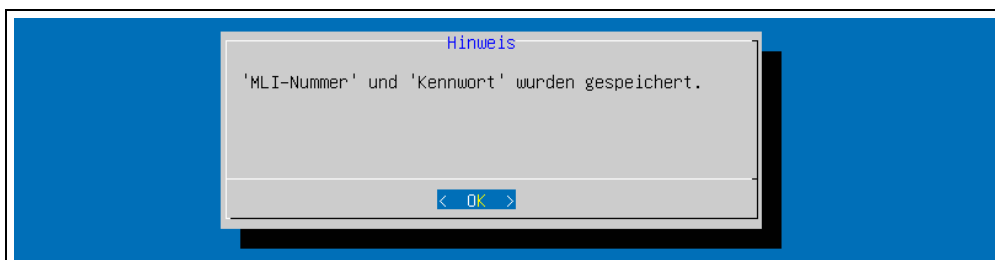 Hinweis
'MLI-Nummer' und 'Kennwort' wurden gespeichert.
< OK >